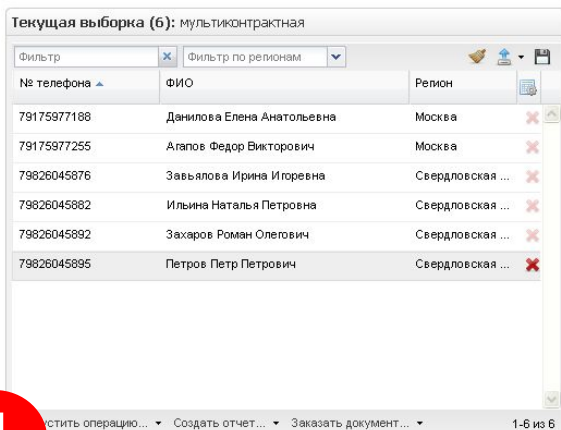 Текущая выборка (6): мультиконтрактная
Фильтр Фильтр по регионам
№ телефона ФИО Регион
79175977188 Данилова Елена Анатольевна Москва
79175977255 Агапов Федор Викторович Москва
79826045876 Завьялова Ирина Игоревна Свердловская ...
79826045882 Ильина Наталья Петровна Свердловская ...
79826045892 Захаров Роман Олегович Свердловская ...
79826045895 Петров Петр Петрович Свердловская ...
операцию... Создать отчет... Заказать документ... 1-6 из 6